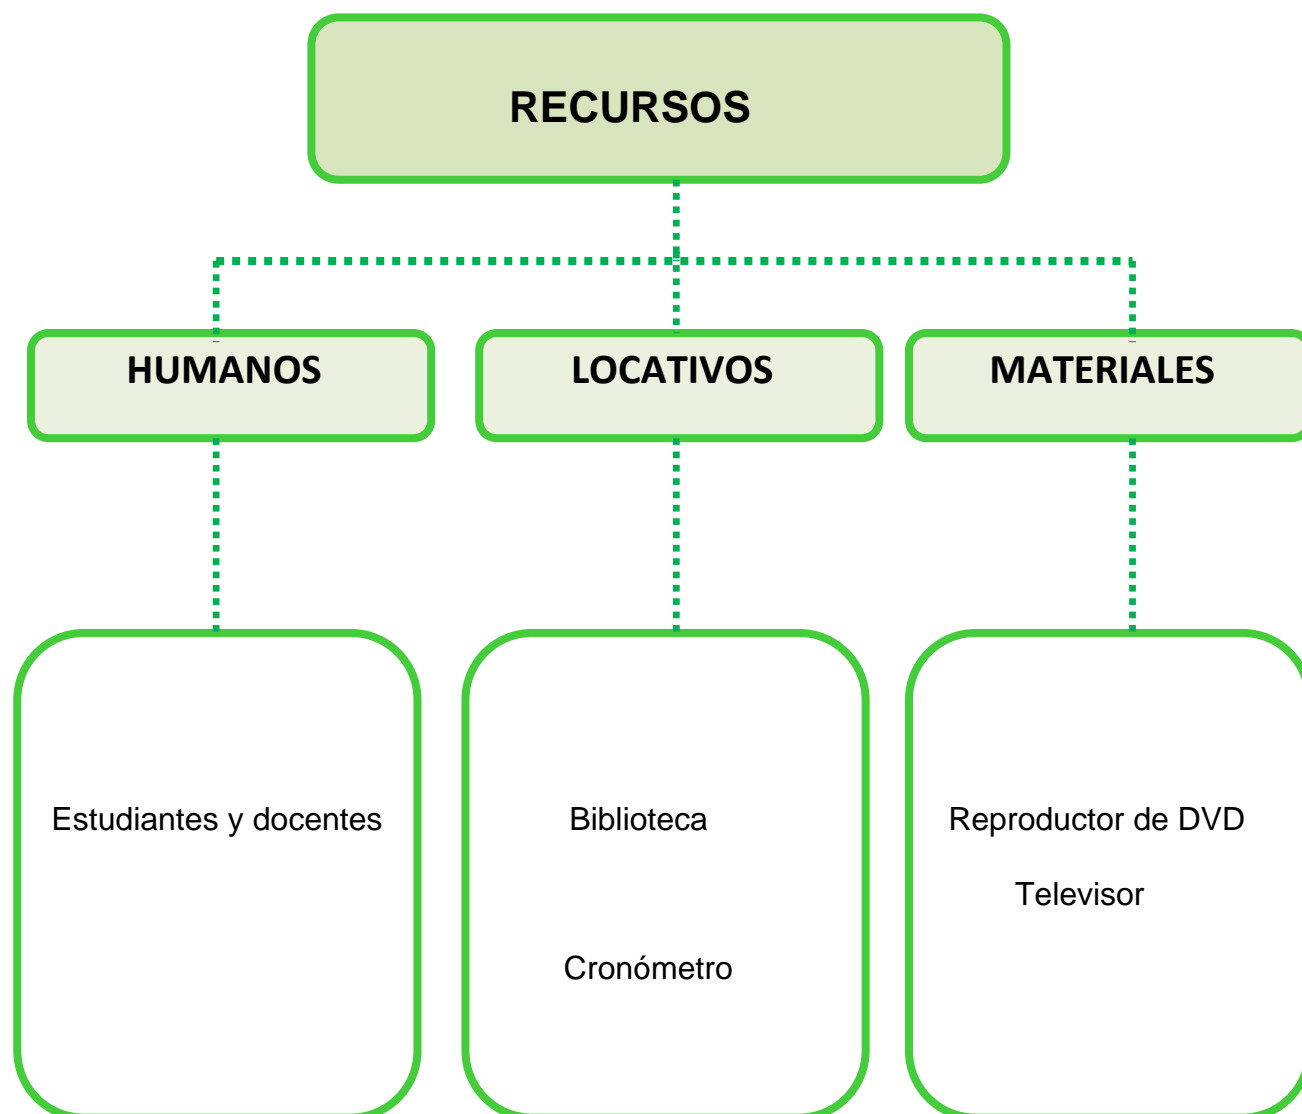 RECURSOS
HUMANOS
LOCATIVOS
MATERIALES
Estudiantes y docentes
Biblioteca
Cronómetro
Reproductor de DVD
Televisor